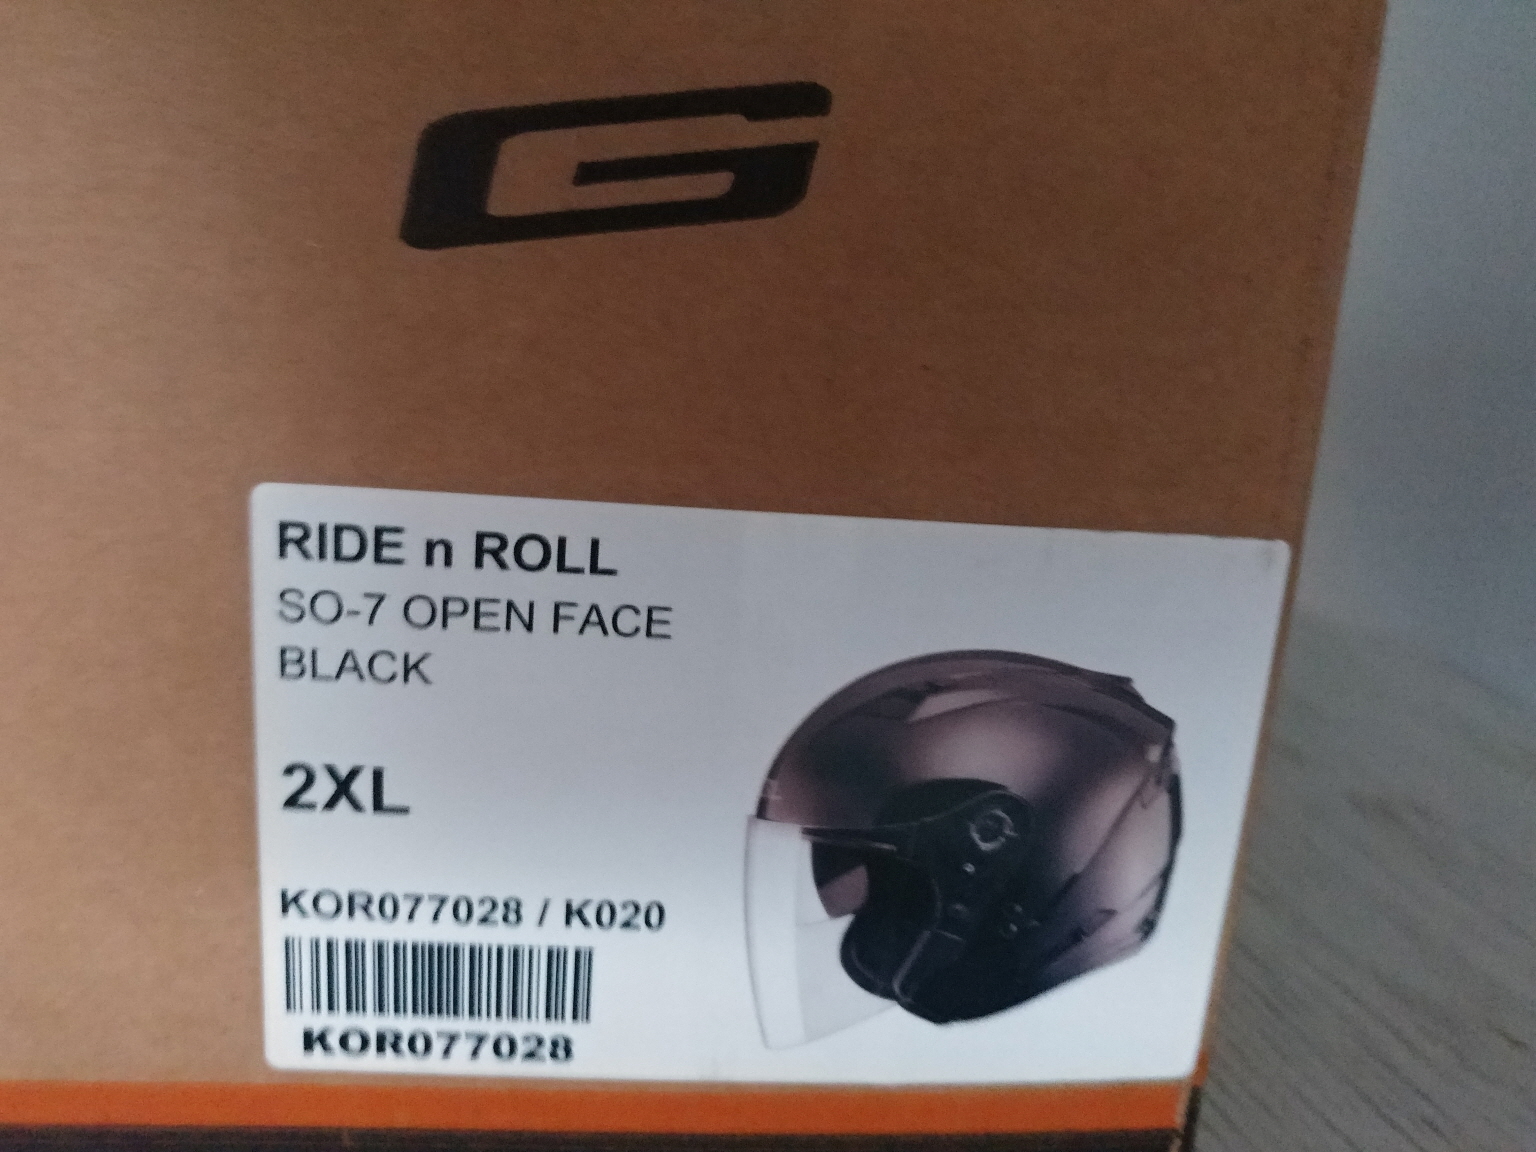 G
RIDE n ROLL
SO-7 OPEN FACE
BLACK
2XL
KOR077028 / K020
KOR077028